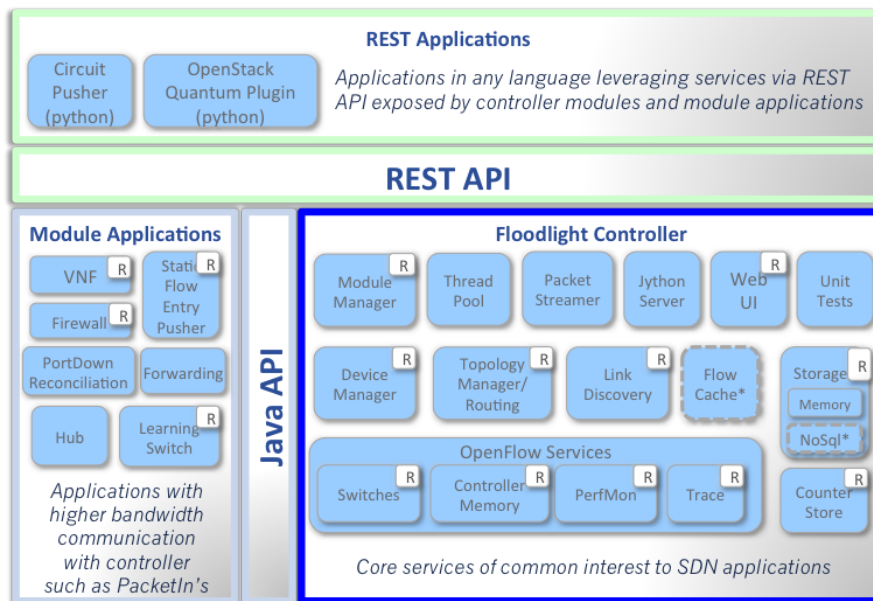 REST Applications
Circuit
Pusher
(python)
OpenStack
Quantum Plugin
(python)
Applications in any language leveraging services via REST
API exposed by controller modules and module applications
REST API
Module Applications
VNF
R
Static
Flow
Entry
Pusher
R
Firewall
R
PortDown
Reconciliation
Forwarding
Hub
Learning
Switch
R
Applications with
higher bandwidth
communication
with controller
such as PacketIn's
Java API
Floodlight Controller
Module
Manager
R
Thread
Pool
Packet
Streamer
Jython
Server
Web
UI
R
Unit
Tests
Device
Manager
R
Topology
Manager/
Routing
R
Link
Discovery
R
Flow
Cache*
Storage
R
Memory
NoSql*
OpenFlow Services
Switches
R
Controller
Memory
R
PerfMon
R
Trace
R
Counter
Store
R
Core services of common interest to SDN applications